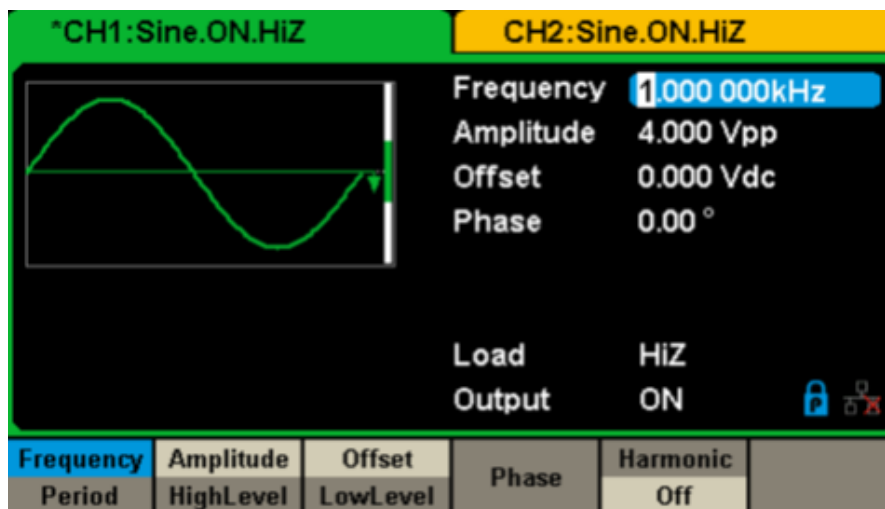 *CH1:Sine.ON.HiZ CH2:Sine.ON.HiZ
Frequency 1.000 000kHz
Amplitude 4.000 Vpp
Offset 0.000 Vdc
Phase 0.00 °
Load HiZ
Output ON P
Frequency Amplitude Offset Phase Harmonic
Period HighLevel LowLevel Off